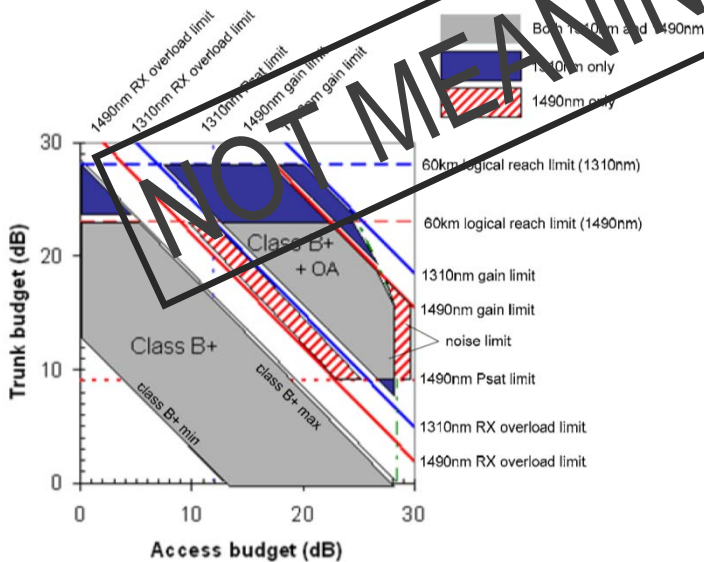 1490nm RX overload limit
1310nm RX overload limit
1310nm Psat limit
1490nm gain limit
gain limit
NOT MEANIN
Both 1310nm and 1490nm
1310nm only
1490nm only
30
20
10
0
0
10
20
30
Trunk budget (dB)
Access budget (dB)
Class B+
+ OA
Class B+
class B+ min
class B+ max
60km logical reach limit (1310nm)
60km logical reach limit (1490nm)
1310nm gain limit
1490nm gain limit
noise limit
1490nm Psat limit
1310nm RX overload limit
1490nm RX overload limit